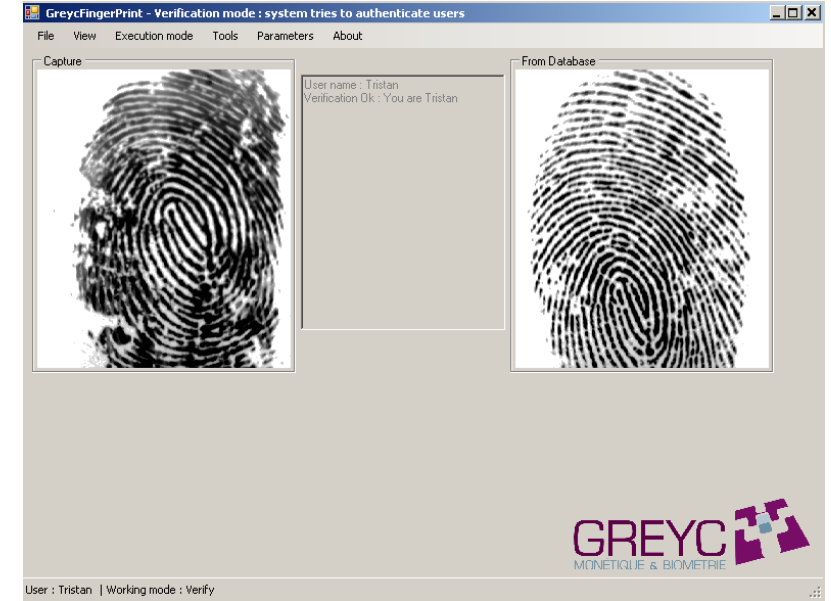 GreycFingerPrint - Verification mode : system tries to authenticate users
File View Execution mode Tools Parameters About
Capture
User name : Tristan
Verification Ok : You are Tristan
From Database
GREYC
MONETIQUE & BIOMETRIE
User : Tristan | Working mode : Verify